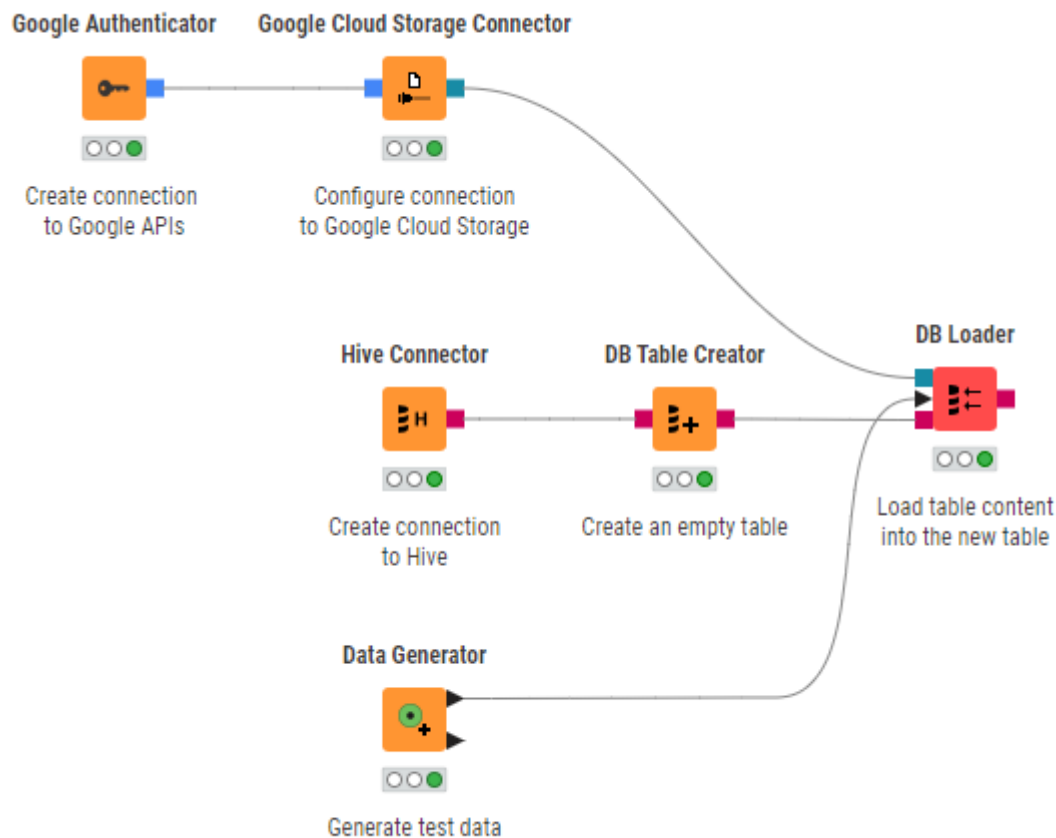 Google Authenticator
Google Cloud Storage Connector
Create connection
to Google APIs
Configure connection
to Google Cloud Storage
DB Loader
Hive Connector
DB Table Creator
H
Load table content
into the new table
Create connection
to Hive
Create an empty table
Data Generator
Generate test data